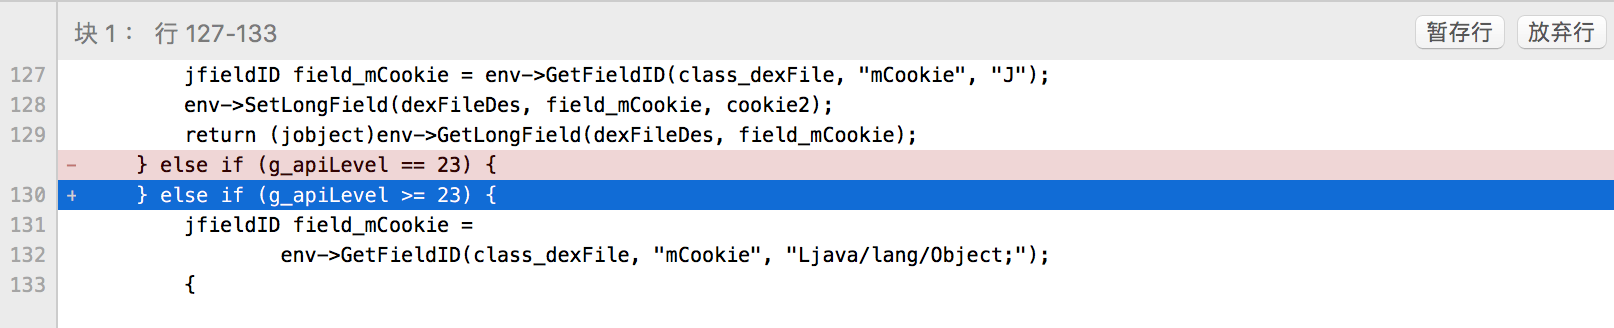 块 1： 行 127-133
暂存行 放弃行
127 jfieldID field_mCookie = env->GetFieldID(class_dexFile, "mCookie", "J");
128 env->SetLongField(dexFileDes, field_mCookie, cookie2);
129 return (jobject)env->GetLongField(dexFileDes, field_mCookie);
- } else if (g_apiLevel == 23) {
130 + } else if (g_apiLevel >= 23) {
131 jfieldID field_mCookie =
132 env->GetFieldID(class_dexFile, "mCookie", "Ljava/lang/Object;");
133 {